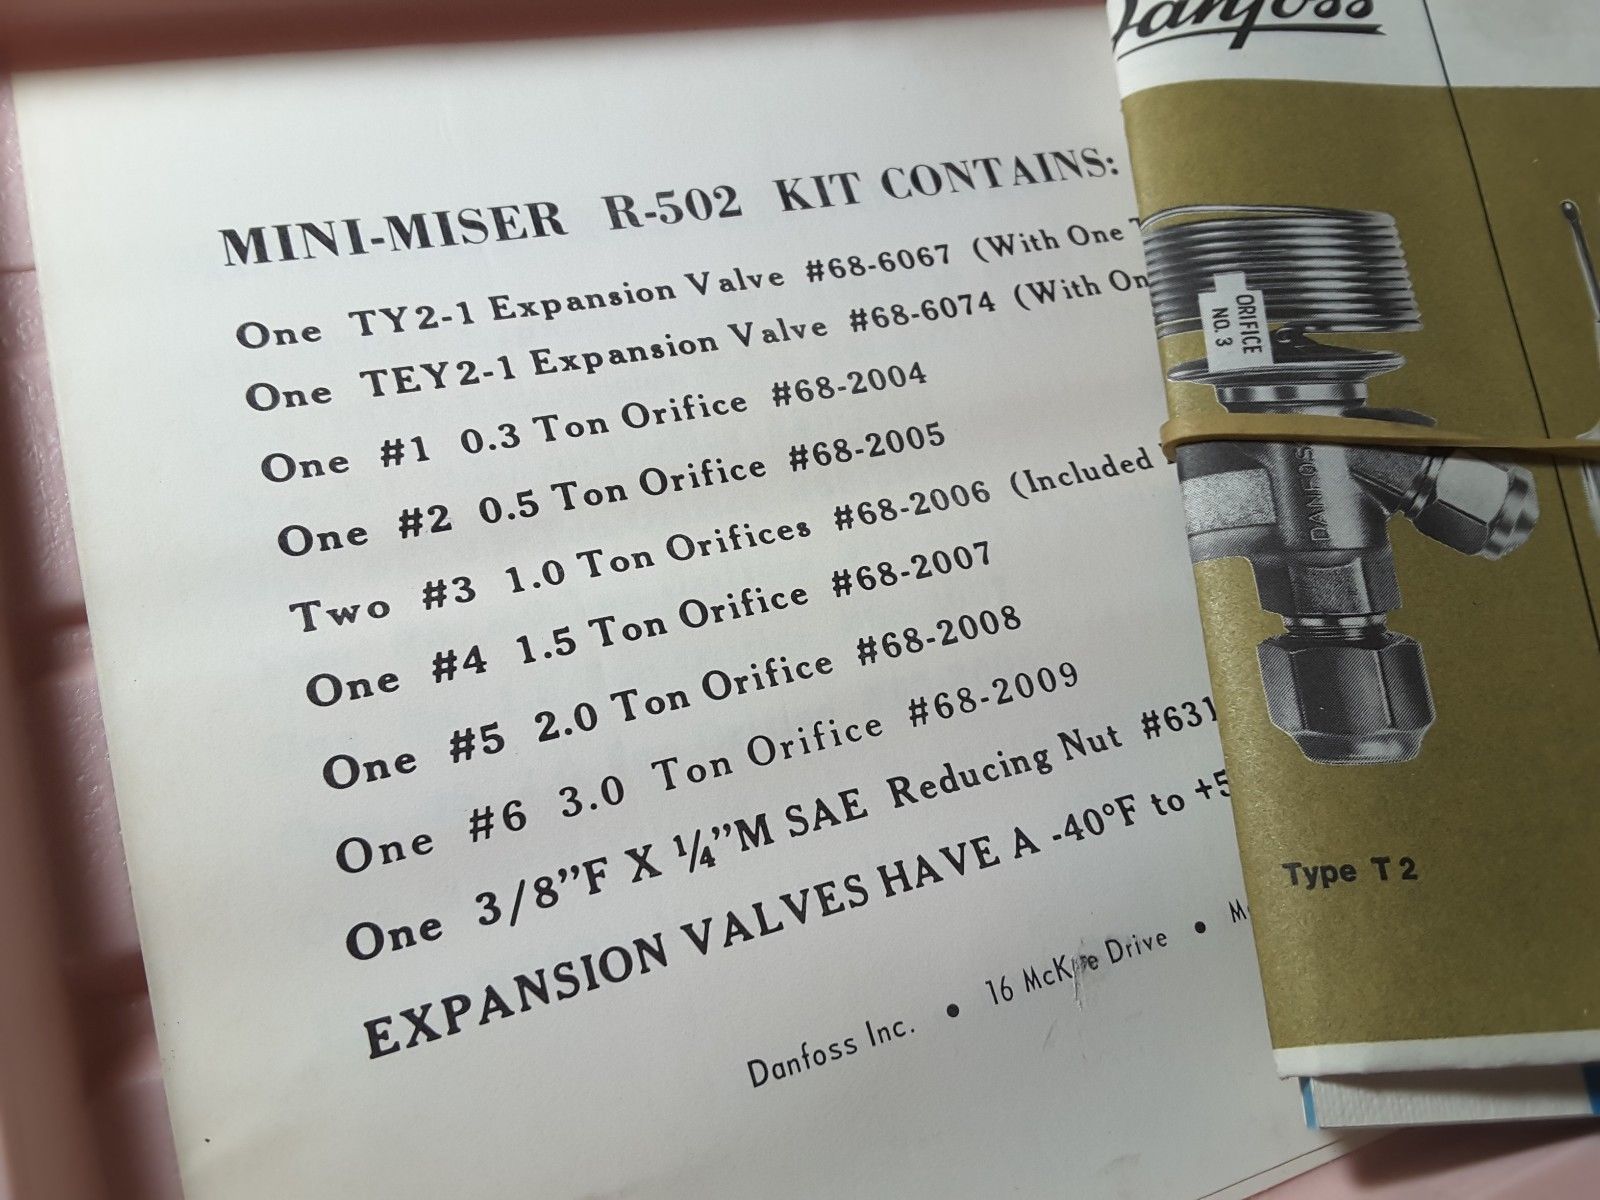 MINI-MISER R-502 KIT CONTAINS:
One TY2-1 Expansion Valve #68-6067 (With One
One TEY2-1 Expansion Valve #68-6074 (With
One #1 0.3 Ton Orifice #68-2004
One #2 0.5 Ton Orifice #68-2005
Two #3 1.0 Ton Orifices #68-2006 (Included
One #4 1.5 Ton Orifice #68-2007
One #5 2.0 Ton Orifice #68-2008
One #6 3.0 Ton Orifice #68-2009
One 3/8”F X ¼”M SAE Reducing Nut #631
EXPANSION VALVES HAVE A -40°F to +5
Danfoss Inc. • 16 Drive •
Danfoss
ORIFICE
NO. 3
DANFOSS
Type T2